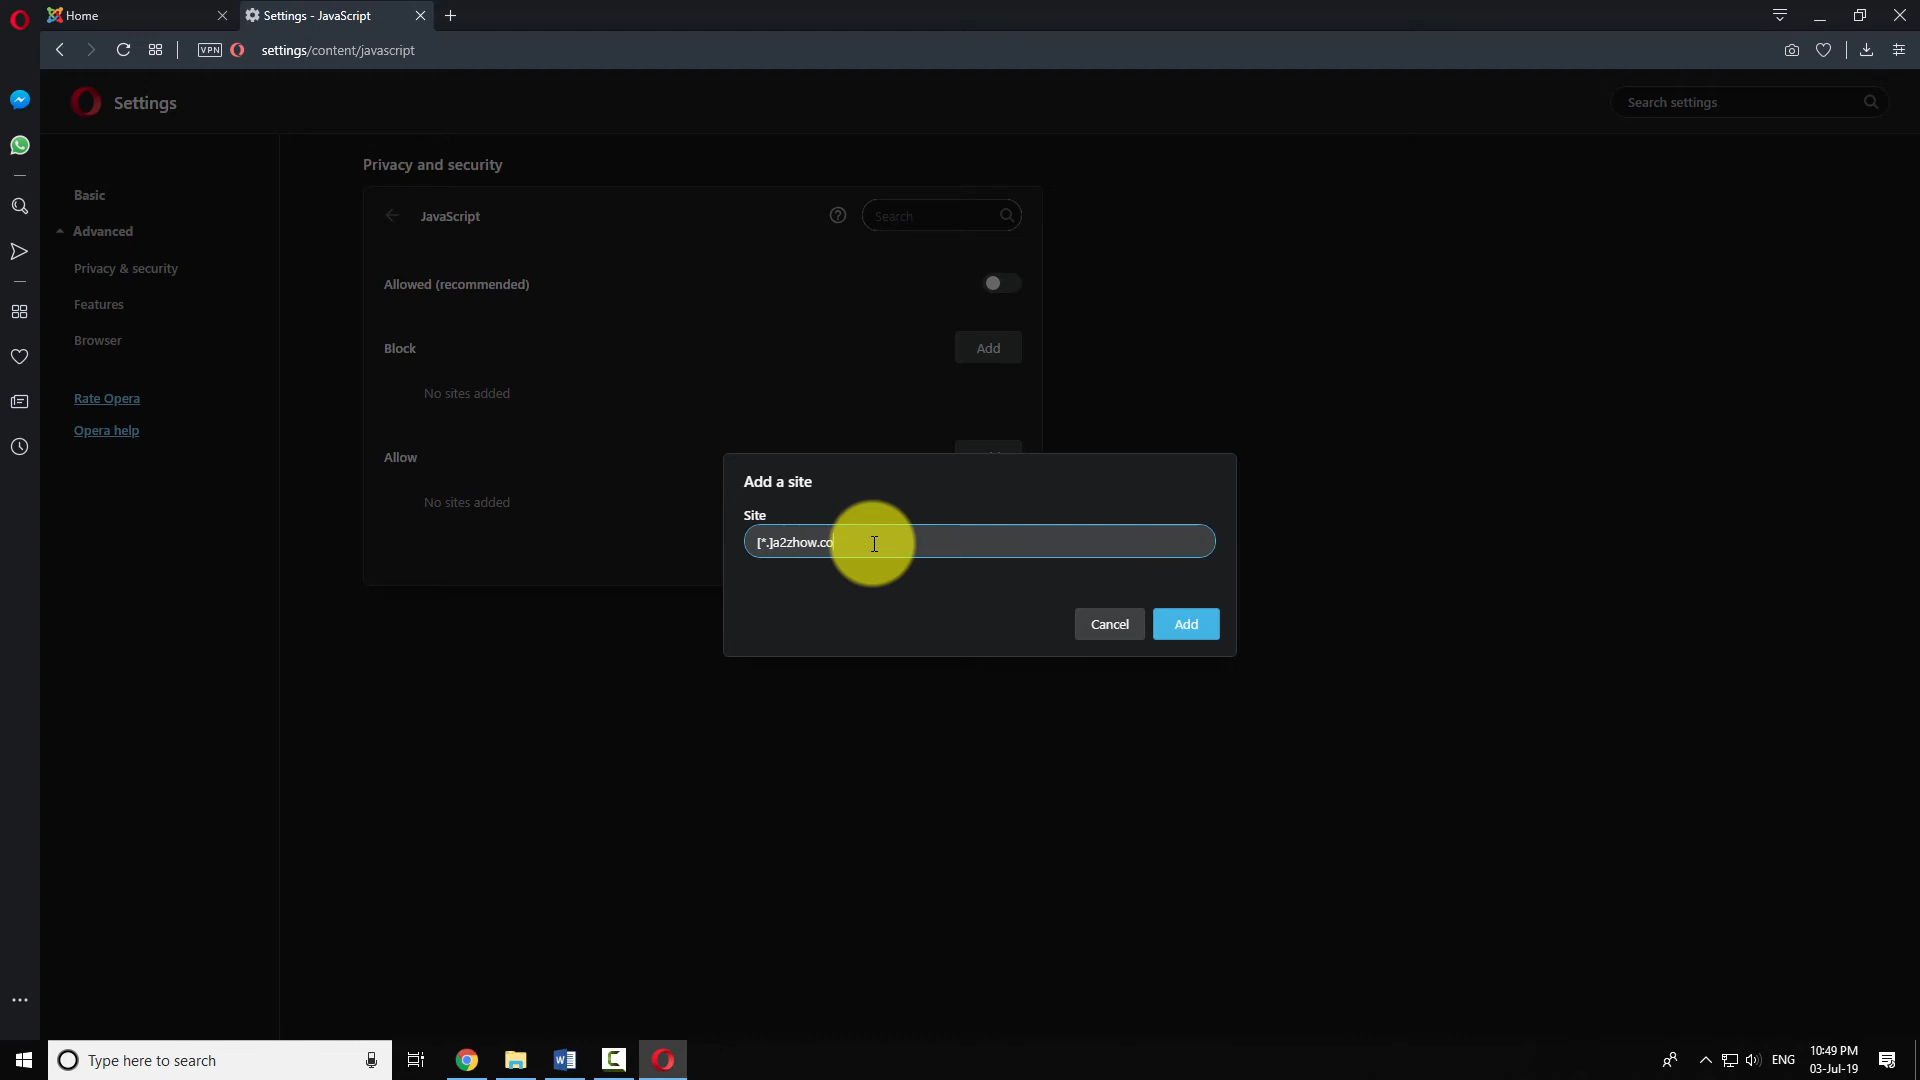 Home
Settings - JavaScript
VPN
settings/content/javascript
Settings
Search settings
Privacy and security
Basic
JavaScript
Search
Advanced
Privacy & security
Allowed (recommended)
Features
Browser
Block
Add
No sites added
Rate Opera
Opera help
Allow
No sites added
Add a site
Site
[*.]a2zhow.co
Cancel
Add
Type here to search
ENG
10:49 PM
03-Jul-19